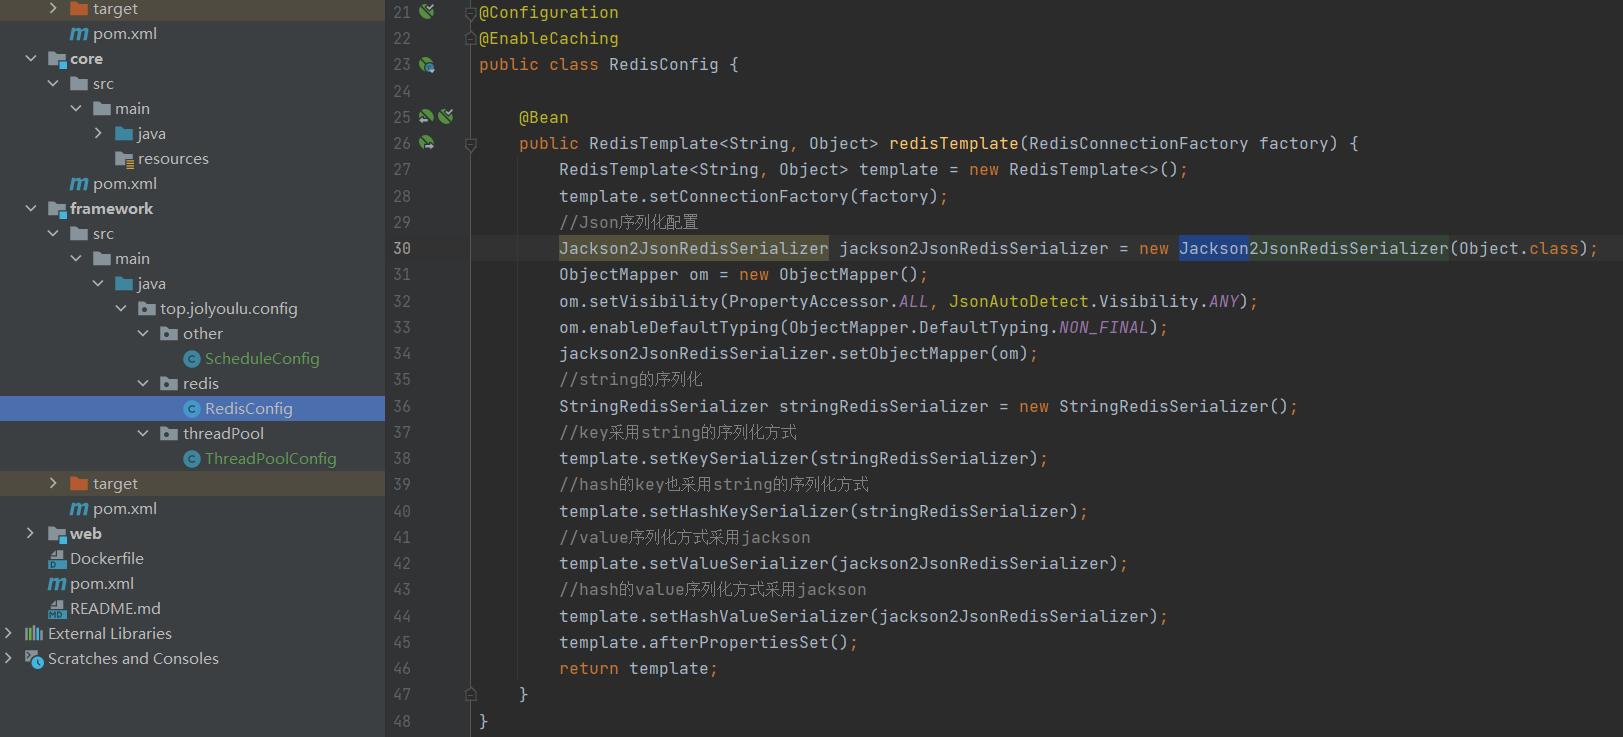 target
pom.xml
core
src
main
java
resources
pom.xml
framework
src
main
java
top.jolyoulu.config
other
ScheduleConfig
redis
RedisConfig
threadPool
ThreadPoolConfig
target
pom.xml
web
Dockerfile
pom.xml
README.md
External Libraries
Scratches and Consoles
21 @Configuration
22 @EnableCaching
23 public class RedisConfig {
24
25 @Bean
26 public RedisTemplate<String, Object> redisTemplate(RedisConnectionFactory factory) {
27 RedisTemplate<String, Object> template = new RedisTemplate<>();
28 template.setConnectionFactory(factory);
29 //Json序列化配置
30 Jackson2JsonRedisSerializer jackson2JsonRedisSerializer = new Jackson2JsonRedisSerializer(Object.class);
31 ObjectMapper om = new ObjectMapper();
32 om.setVisibility(PropertyAccessor.ALL, JsonAutoDetect.Visibility.ANY);
33 om.enableDefaultTyping(ObjectMapper.DefaultTyping.NON_FINAL);
34 jackson2JsonRedisSerializer.setObjectMapper(om);
35 //string的序列化
36 StringRedisSerializer stringRedisSerializer = new StringRedisSerializer();
37 //key采用string的序列化方式
38 template.setKeySerializer(stringRedisSerializer);
39 //hash的key也采用string的序列化方式
40 template.setHashKeySerializer(stringRedisSerializer);
41 //value序列化方式采用jackson
42 template.setValueSerializer(jackson2JsonRedisSerializer);
43 //hash的value序列化方式采用jackson
44 template.setHashValueSerializer(jackson2JsonRedisSerializer);
45 template.afterPropertiesSet();
46 return template;
47 }
48 }